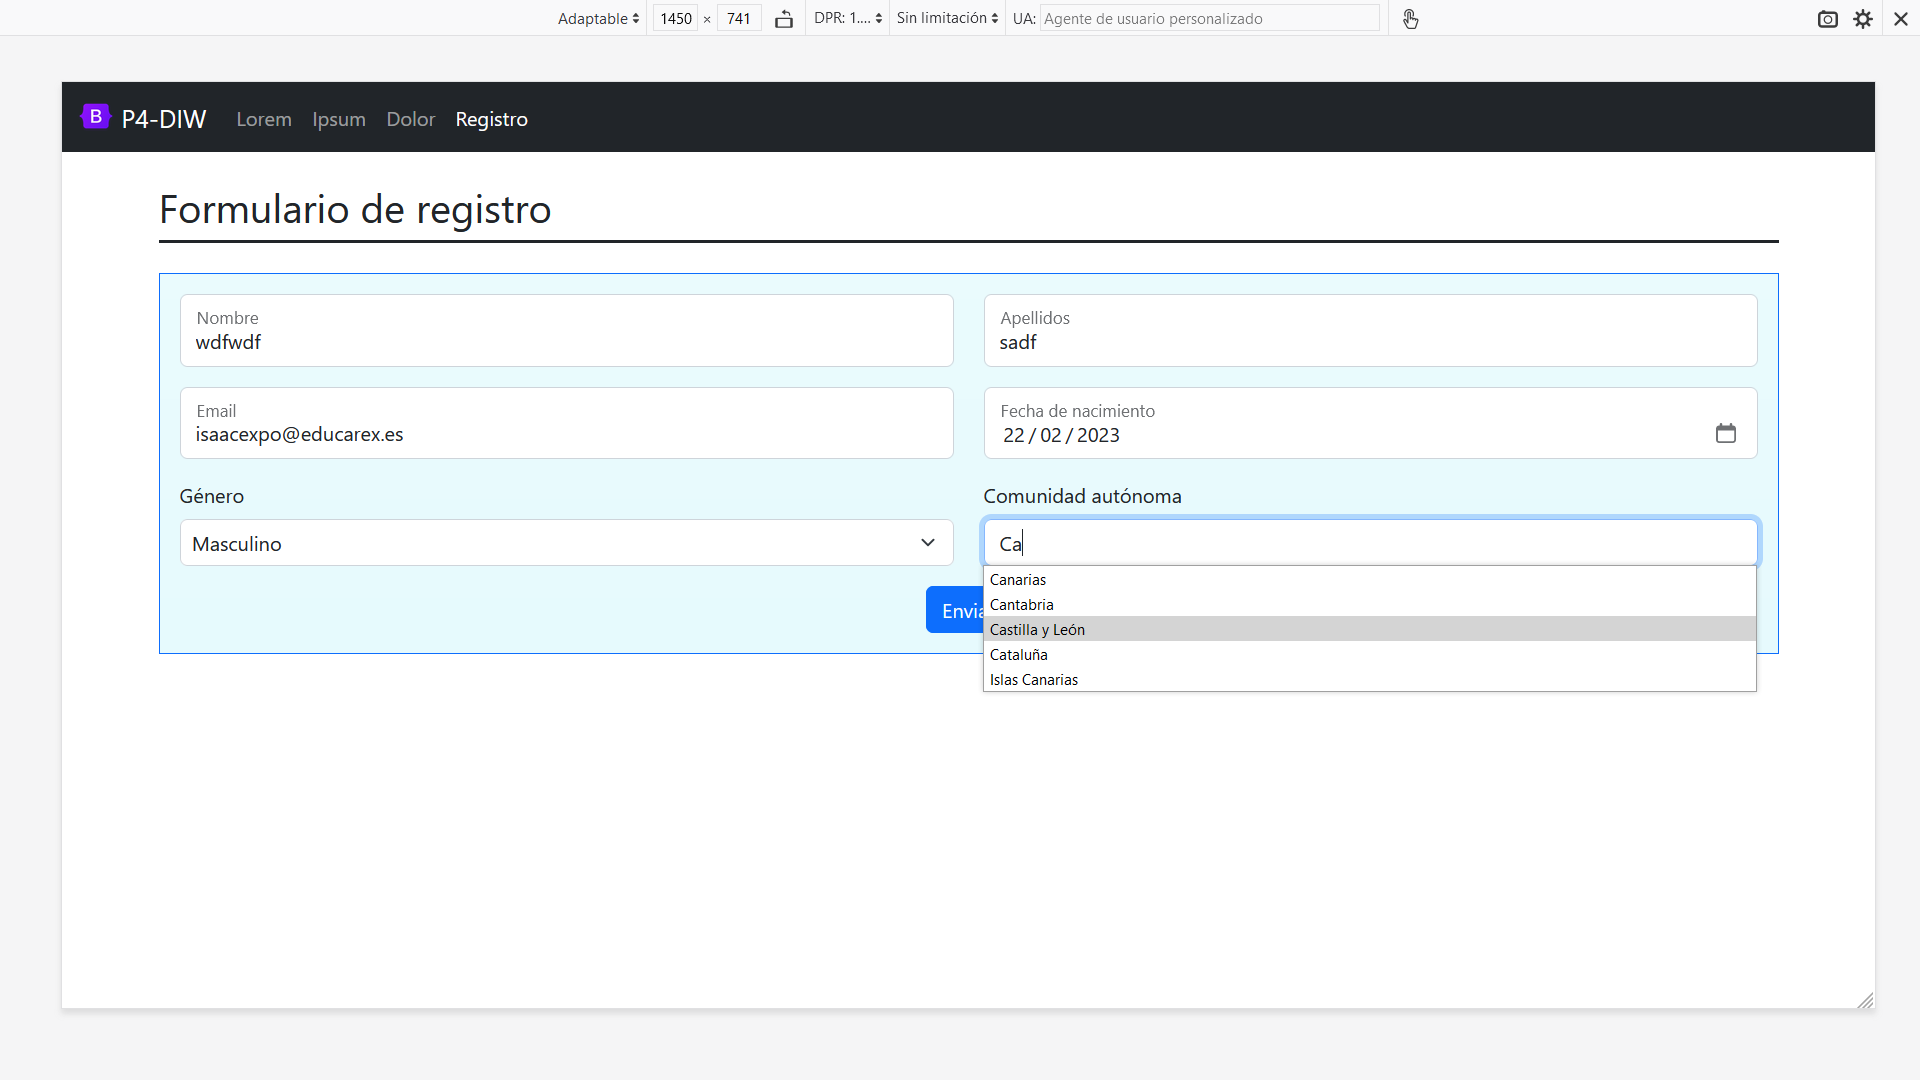 Adaptable 1450 × 741 DPR: 1.... Sin limitación UA: Agente de usuario personalizado
B P4-DIW Lorem Ipsum Dolor Registro
Formulario de registro
Nombre
wdfwdf
Apellidos
sadf
Email
isaacexpo@educarex.es
Fecha de nacimiento
22 / 02 / 2023
Género
Masculino
Comunidad autónoma
Ca
Canarias
Cantabria
Castilla y León
Cataluña
Islas Canarias
Envia